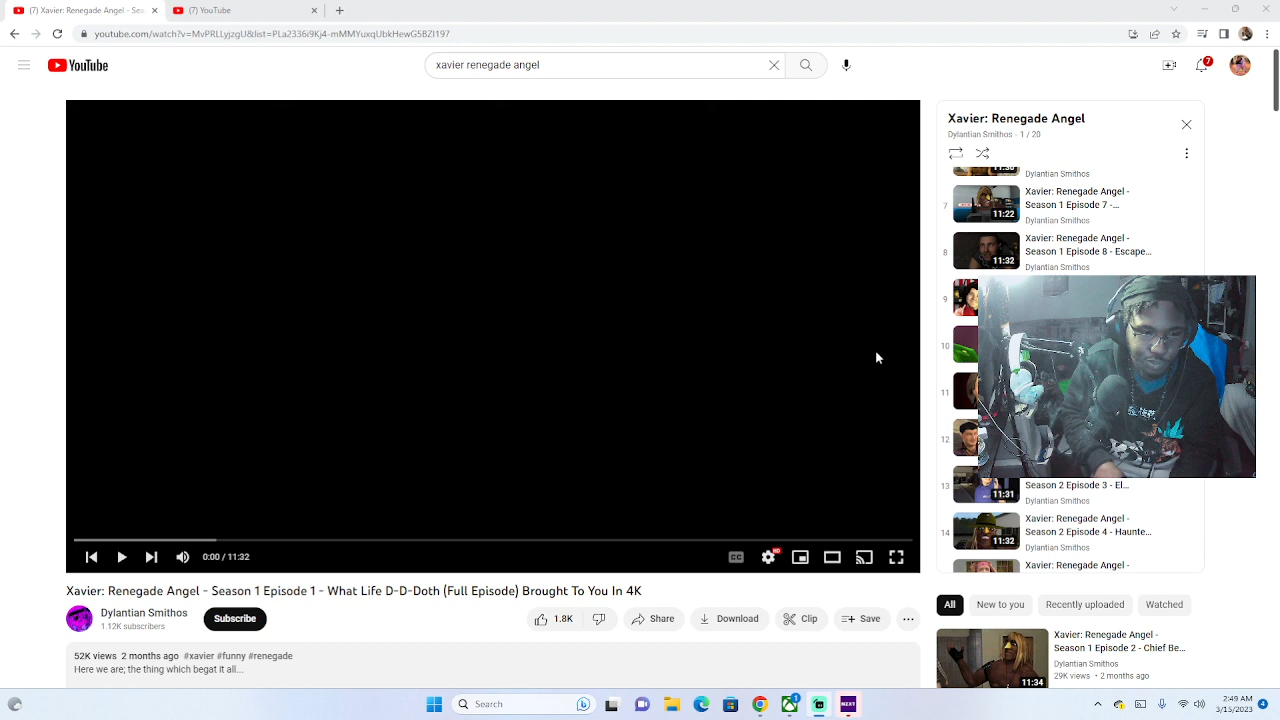 (7) Xavier: Renegade Angel - Sea
(7) YouTube
youtube.com/watch?v=MvPRLLyjzgU&list=PLa2336i9Kj4-mMMYuxqUbkHewG5BZI197
YouTube
xavier renegade angel
7
Xavier: Renegade Angel
Dylantian Smithos - 1 / 20
11:30
Dylantian Smithos
7
11:22
Xavier: Renegade Angel -
Season 1 Episode 7 -...
Dylantian Smithos
8
11:32
Xavier: Renegade Angel -
Season 1 Episode 8 - Escape...
Dylantian Smithos
9
10
11
12
13
11:31
Season 2 Episode 3 - El...
Dylantian Smithos
14
11:32
Xavier: Renegade Angel -
Season 2 Episode 4 - Haunte...
Dylantian Smithos
Xavier: Renegade Angel -
0:00 / 11:32
CC
HD
Xavier: Renegade Angel - Season 1 Episode 1 - What Life D-D-Doth (Full Episode) Brought To You In 4K
Dylantian Smithos
1.12K subscribers
Subscribe
1.8K
Share
Download
Clip
Save
52K views 2 months ago #xavier #funny #renegade
Here we are; the thing which begat it all...
All
New to you
Recently uploaded
Watched
11:34
Xavier: Renegade Angel -
Season 1 Episode 2 - Chief Be...
Dylantian Smithos
29K views • 2 months ago
Search
1
NZXT
2:49 AM
3/15/2023
4